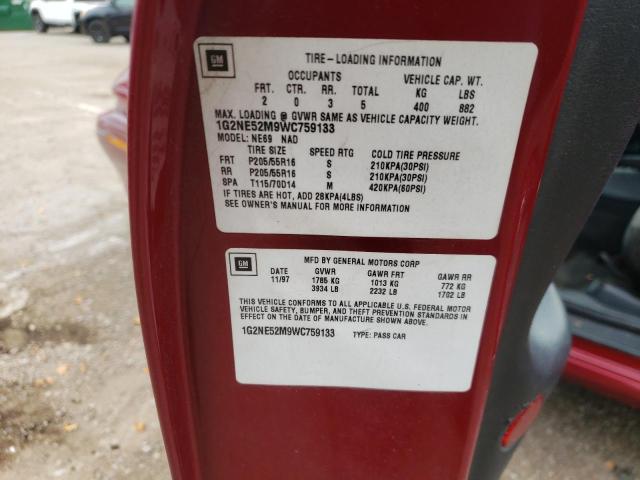 GM
TIRE-LOADING INFORMATION
OCCUPANTS VEHICLE CAP. WT.
FRT. CTR. RR. TOTAL KG LBS
2 0 3 5 400 882
MAX. LOADING @ GVWR SAME AS VEHICLE CAPACITY WEIGHT.
1G2NE52M9WC759133
MODEL: NE69 NAD
TIRE SIZE SPEED RTG COLD TIRE PRESSURE
FRT P205/55R16 S 210KPA(30PSI)
RR P205/55R16 S 210KPA(30PSI)
SPA T115/70D14 M 420KPA(60PSI)
IF TIRES ARE HOT, ADD 28KPA(4LBS)
SEE OWNER'S MANUAL FOR MORE INFORMATION
GM
MFD BY GENERAL MOTORS CORP
DATE GVWR GAWR FRT GAWR RR
11/97 1785 KG 1013 KG 772 KG
3934 LB 2232 LB 1702 LB
THIS VEHICLE CONFORMS TO ALL APPLICABLE U.S. FEDERAL MOTOR
VEHICLE SAFETY, BUMPER, AND THEFT PREVENTION STANDARDS IN
EFFECT ON THE DATE OF MANUFACTURE SHOWN ABOVE.
1G2NE52M9WC759133 TYPE: PASS CAR